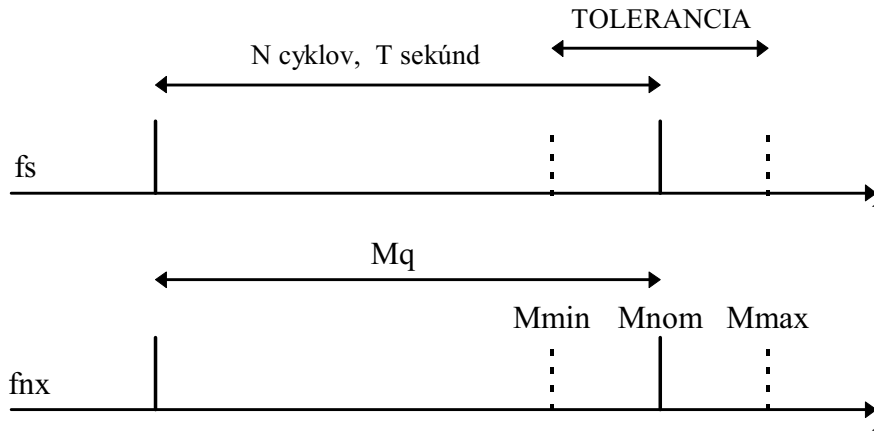 TOLERANCIA
N cyklov, T sekúnd
fs
Mq
Mmin Mnom Mmax
fnx